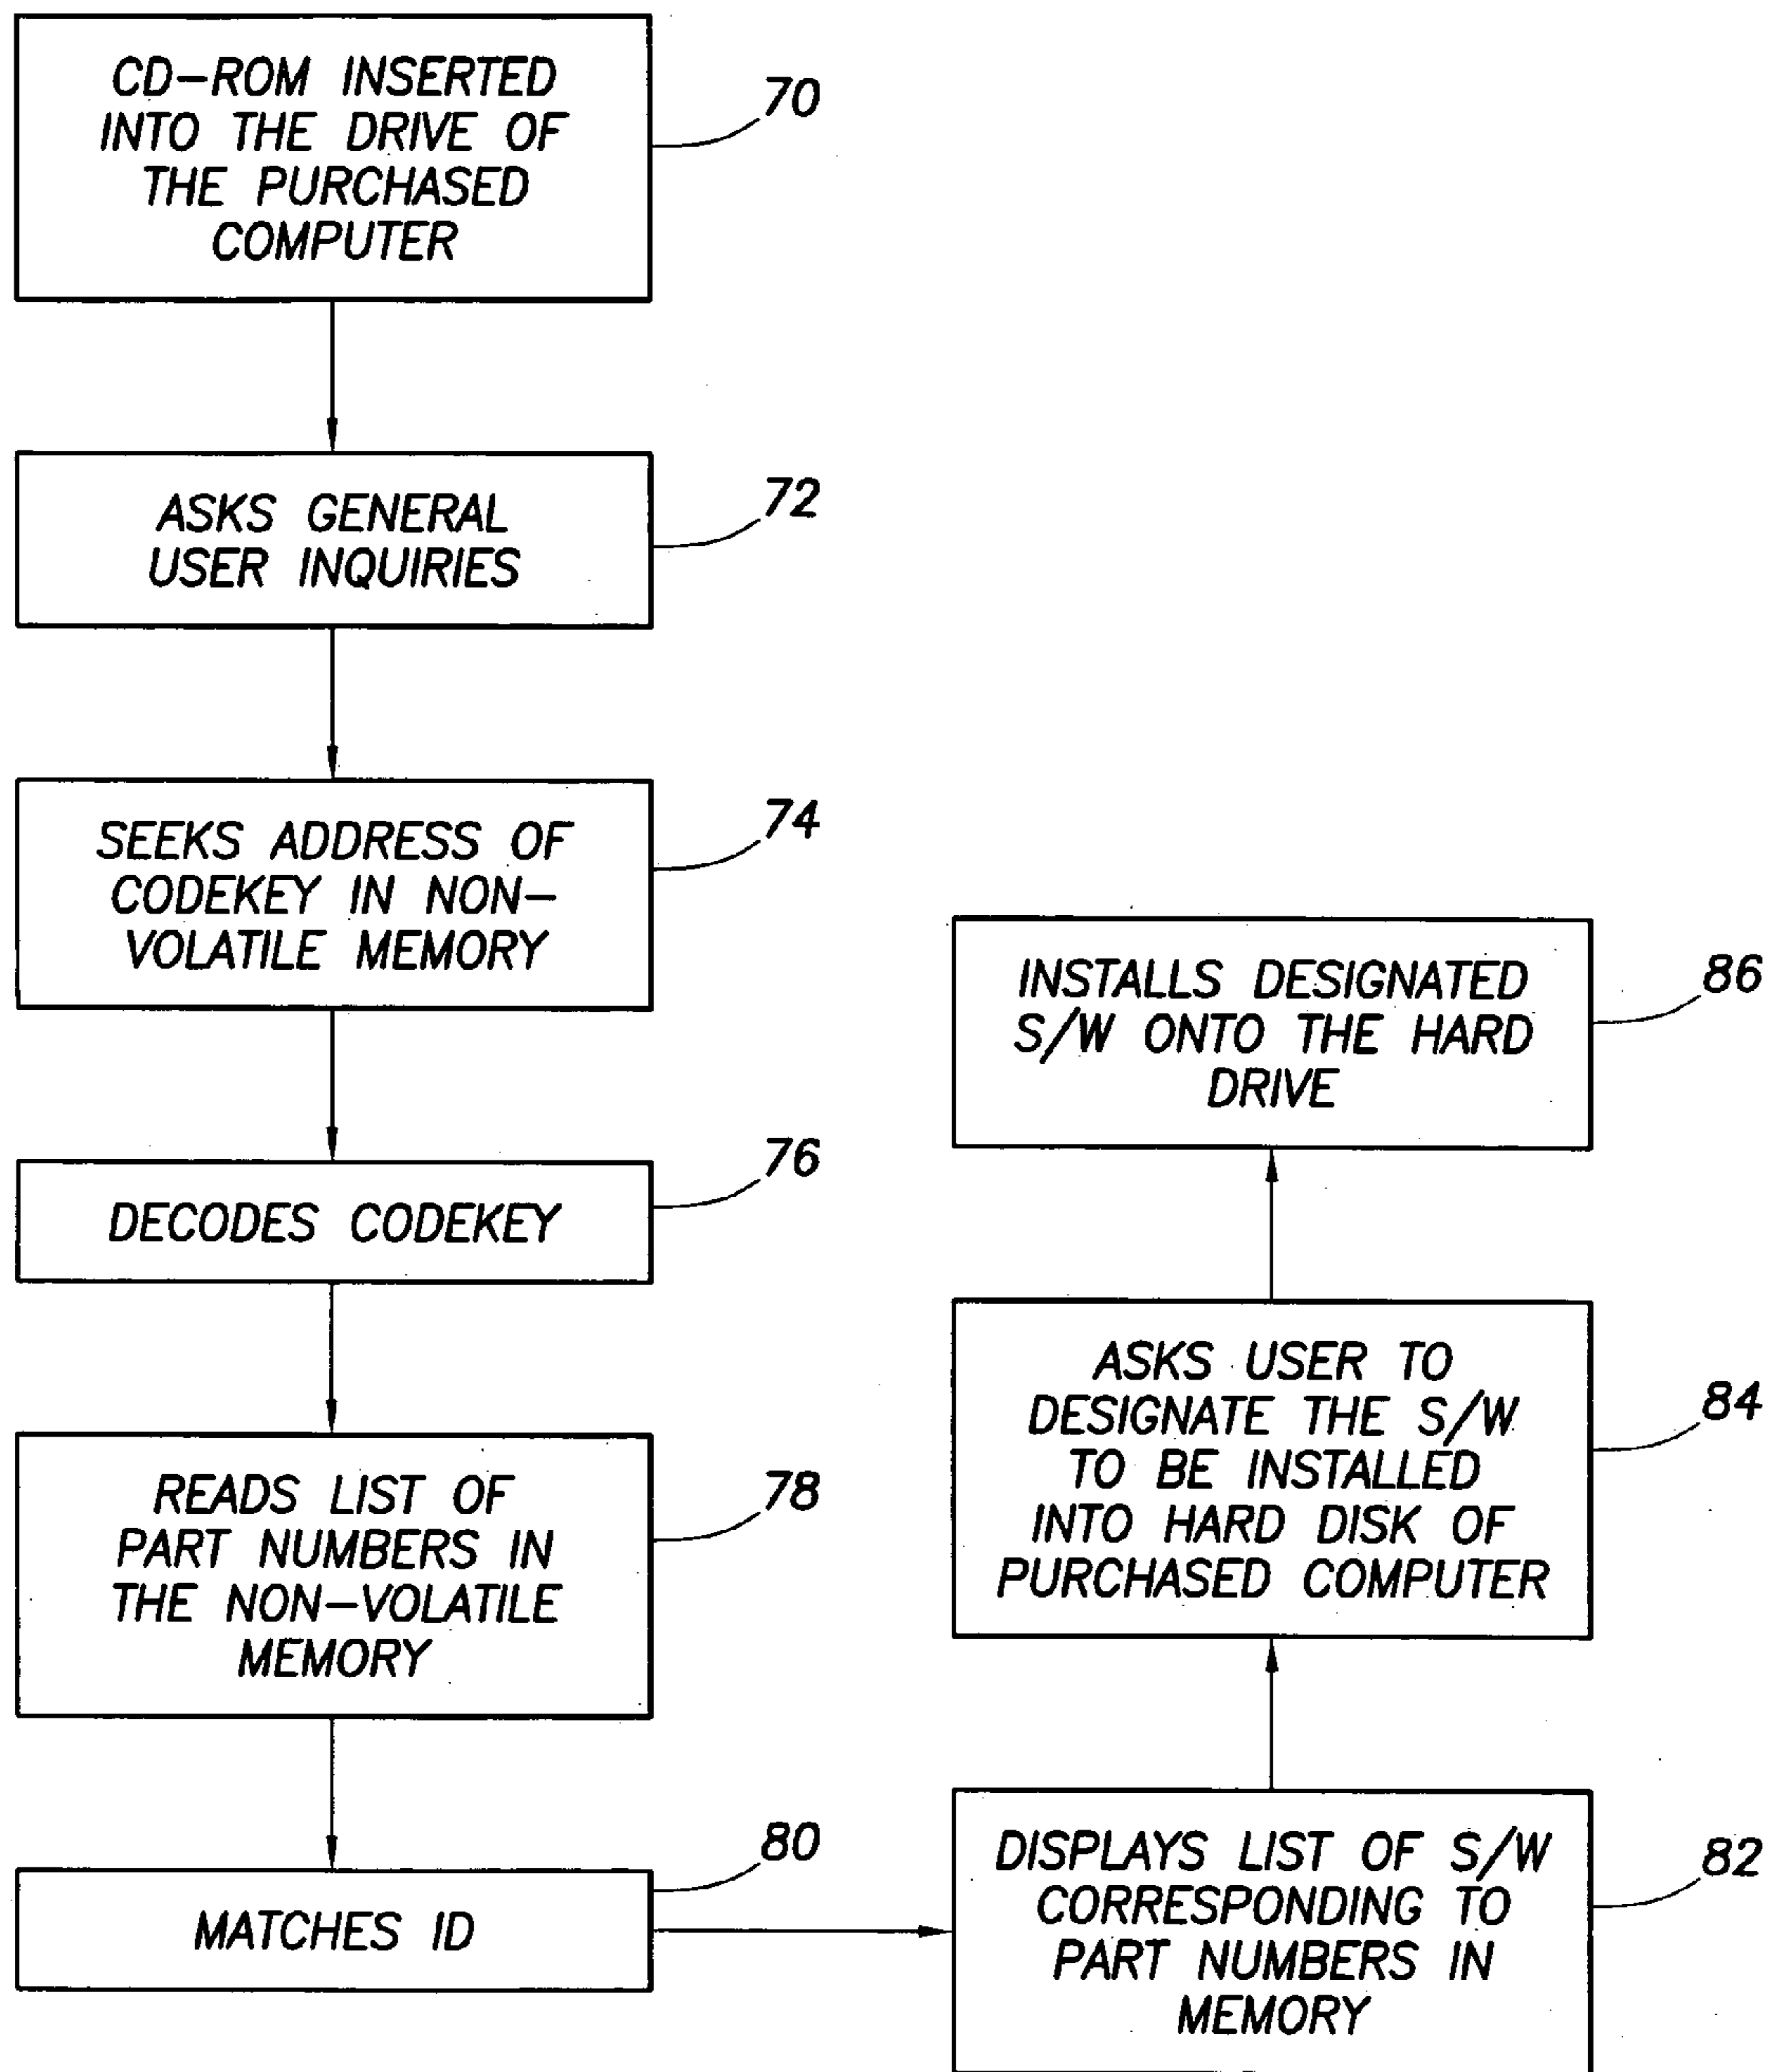 CD-ROM INSERTED
INTO THE DRIVE OF
THE PURCHASED
COMPUTER
70
ASKS GENERAL
USER INQUIRIES
72
SEEKS ADDRESS OF
CODEKEY IN NON-
VOLATILE MEMORY
74
DECODES CODEKEY
76
READS LIST OF
PART NUMBERS IN
THE NON-VOLATILE
MEMORY
78
MATCHES ID
80
DISPLAYS LIST OF S/W
CORRESPONDING TO
PART NUMBERS IN
MEMORY
82
ASKS USER TO
DESIGNATE THE S/W
TO BE INSTALLED
INTO HARD DISK OF
PURCHASED COMPUTER
84
INSTALLS DESIGNATED
S/W ONTO THE HARD
DRIVE
86